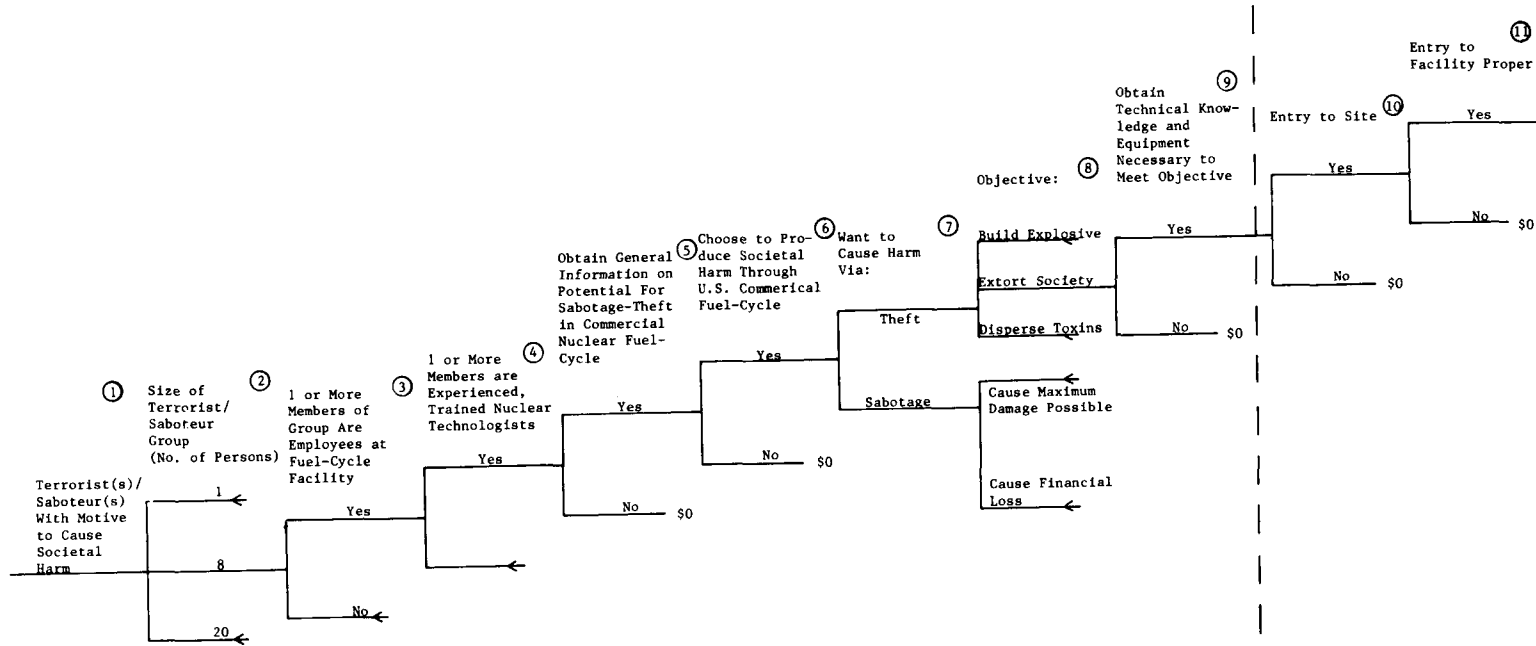 Terrorist(s)/
Saboteur(s)
With Motive
to Cause
Societal
Harm
①
Size of
Terrorist/
Saboteur
Group
(No. of Persons)
1
8
20
②
1 or More
Members of
Group Are
Employees at
Fuel-Cycle
Facility
Yes
No
③
1 or More
Members are
Experienced,
Trained Nuclear
Technologists
Yes
④
Obtain General
Information on
Potential For
Sabotage-Theft
in Commercial
Nuclear Fuel-
Cycle
Yes
No
$0
⑤
Choose to Pro-
duce Societal
Harm Through
U.S. Commerical
Fuel-Cycle
Yes
No
$0
⑥
Want to
Cause Harm
Via:
Theft
Sabotage
⑦
Objective:
Build Explosive
Extort Society
Disperse Toxins
Cause Maximum
Damage Possible
Cause Financial
Loss
⑧
Obtain
Technical Know-
ledge and
Equipment
Necessary to
Meet Objective
Yes
No
$0
⑨
Entry to Site
Yes
No
$0
⑩
Entry to
Facility Proper
Yes
No
$0
⑪